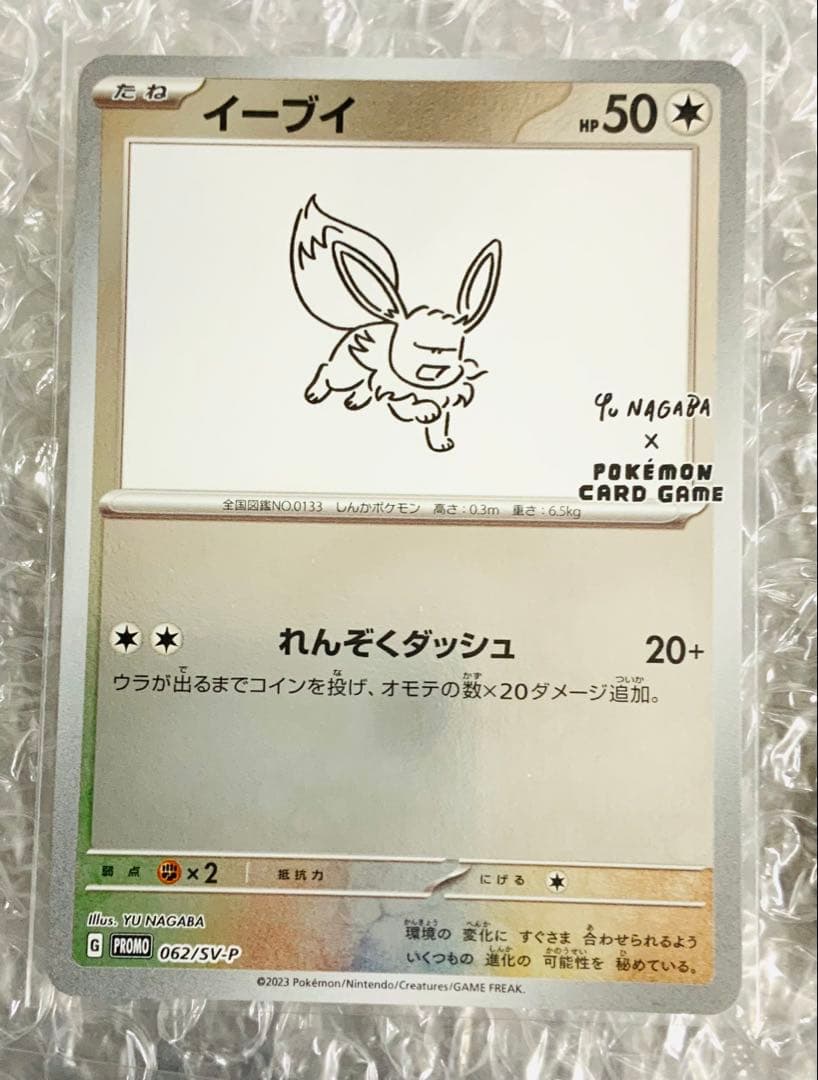 たね
イーブイ
HP 50
Yu NAGABA
×
POKÉMON
CARD GAME
全国図鑑NO.0133 しんかポケモン 高さ:0.3m 重さ:6.5kg
れんぞくダッシュ 20+
ウラが出るまでコインを投げ、オモテの数×20ダメージ追加。
弱点 ×2 抵抗力 にげる
Illus. YU NAGABA
G PROMO 062/SV-P
環境の 変化に すぐさま 合わせられるよう
いくつもの 進化の 可能性を 秘めている。
©2023 Pokémon/Nintendo/Creatures/GAME FREAK.